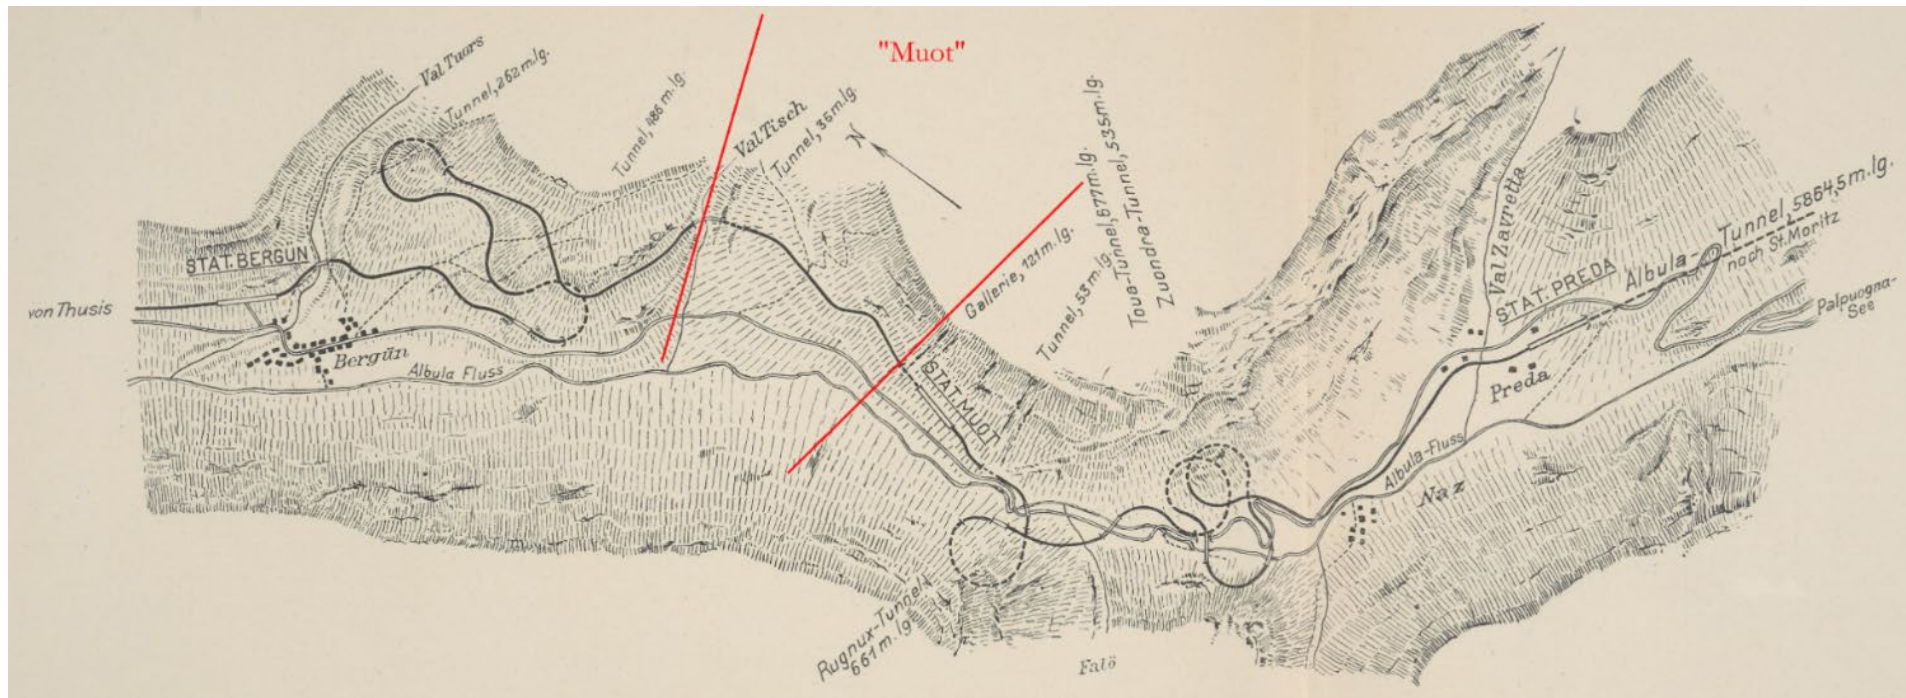 "Muot"
Val Tuors
Tunnel, 262 m.lg.
Tunnel, 486 m.lg.
Val Tisch
Tunnel, 36 m.lg.
N
Gallerie, 121 m.lg.
Tunnel, 53 m.lg.
Toua-Tunnel, 677 m.lg.
Zuondra-Tunnel, 535 m.lg.
Val Zavretta
STAT. PREDA
Albula-Tunnel, 5864,5 m.lg.
nach St. Moritz
Palpuogna-
See
STAT. BERGÜN
von Thusis
Bergün
Albula Fluss
STAT. MUOT
Preda
Albula-Fluss
Naz
Rugnux-Tunnel
661 m.lg.
Falö